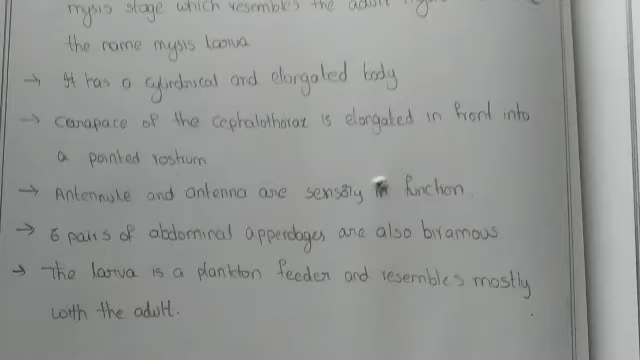 mysis stage which resembles the adult
the name mysis larva
→ It has a cylindrical and elongated body
→ Carapace of the cephalothorax is elongated in front into
a pointed rostrum
→ Antennule and antenna are sensory in function.
→ 6 pairs of abdominal appendages are also biramous
→ The larva is a plankton feeder and resembles mostly
with the adult.